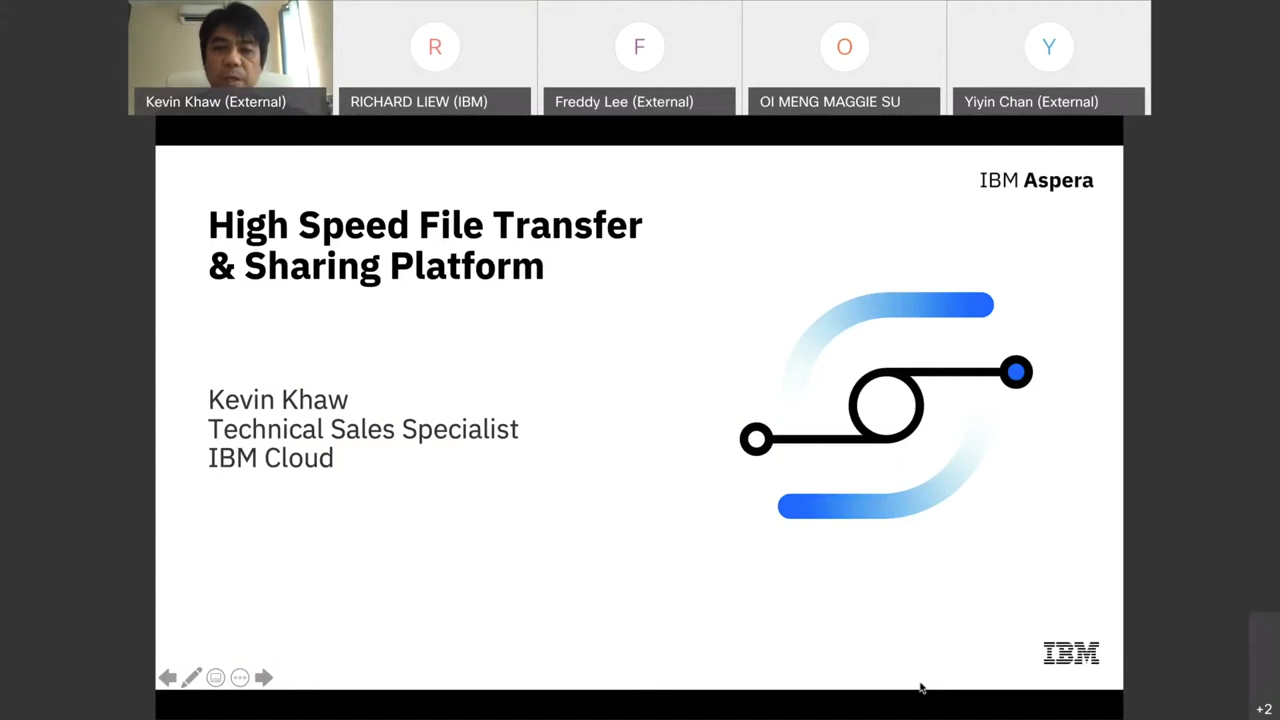 R
F
O
Y
Kevin Khaw (External)
RICHARD LIEW (IBM)
Freddy Lee (External)
OI MENG MAGGIE SU
Yiyin Chan (External)
IBM Aspera
High Speed File Transfer
& Sharing Platform
Kevin Khaw
Technical Sales Specialist
IBM Cloud
IBM
+2